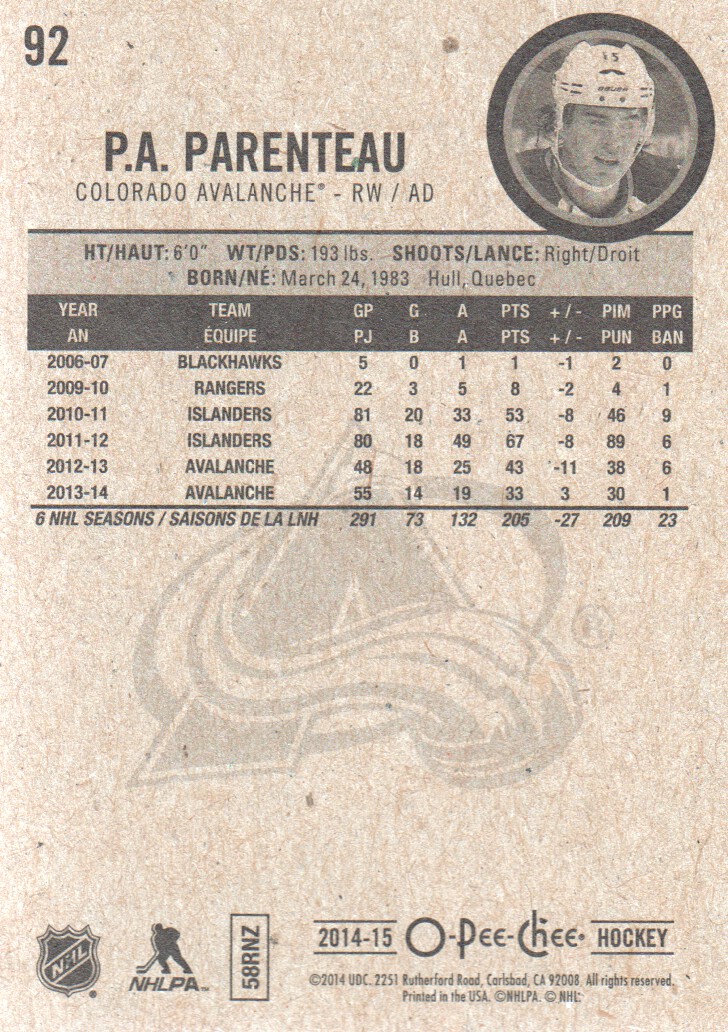 92
P.A. PARENTEAU
COLORADO AVALANCHE® - RW / AD
15
BAUER
HT/HAUT: 6'0" WT/PDS: 193 lbs. SHOOTS/LANCE: Right/Droit
BORN/NÉ: March 24, 1983 Hull, Quebec
YEAR TEAM GP G A PTS +/- PIM PPG
AN ÉQUIPE PJ B A PTS +/- PUN BAN
2006-07 BLACKHAWKS 5 0 1 1 -1 2 0
2009-10 RANGERS 22 3 5 8 -2 4 1
2010-11 ISLANDERS 81 20 33 53 -8 46 9
2011-12 ISLANDERS 80 18 49 67 -8 89 6
2012-13 AVALANCHE 48 18 25 43 -11 38 6
2013-14 AVALANCHE 55 14 19 33 3 30 1
6 NHL SEASONS / SAISONS DE LA LNH 291 73 132 205 -27 209 23
®
NHL®
NHLPA™
58RNZ
2014-15 O-Pee-Chee® HOCKEY
©2014 UDC. 2251 Rutherford Road, Carlsbad, CA 92008. All rights reserved.
Printed in the USA. ©NHLPA. © NHL.